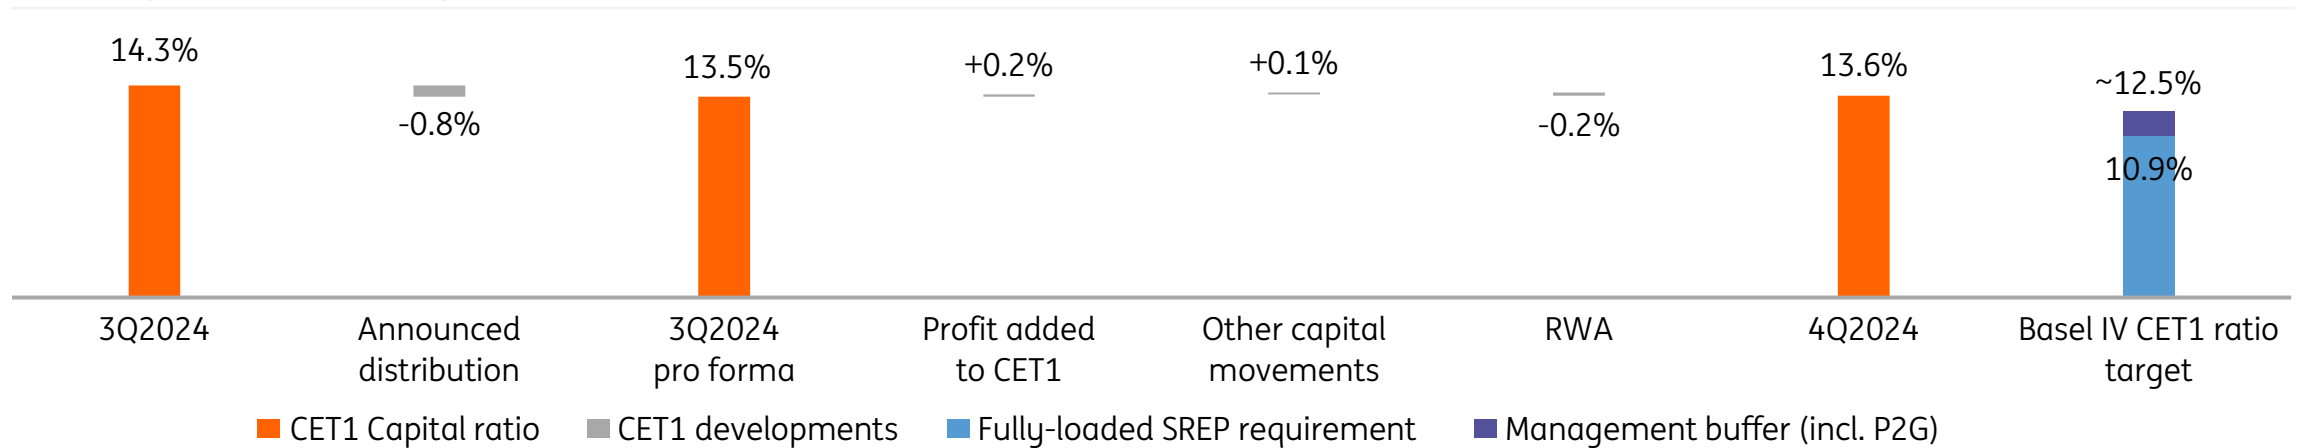 14.3%
-0.8%
13.5%
+0.2%
+0.1%
-0.2%
13.6%
~12.5%
10.9%
3Q2024
Announced
distribution
3Q2024
pro forma
Profit added
to CET1
Other capital
movements
RWA
4Q2024
Basel IV CET1 ratio
target
CET1 Capital ratio
CET1 developments
Fully-loaded SREP requirement
Management buffer (incl. P2G)